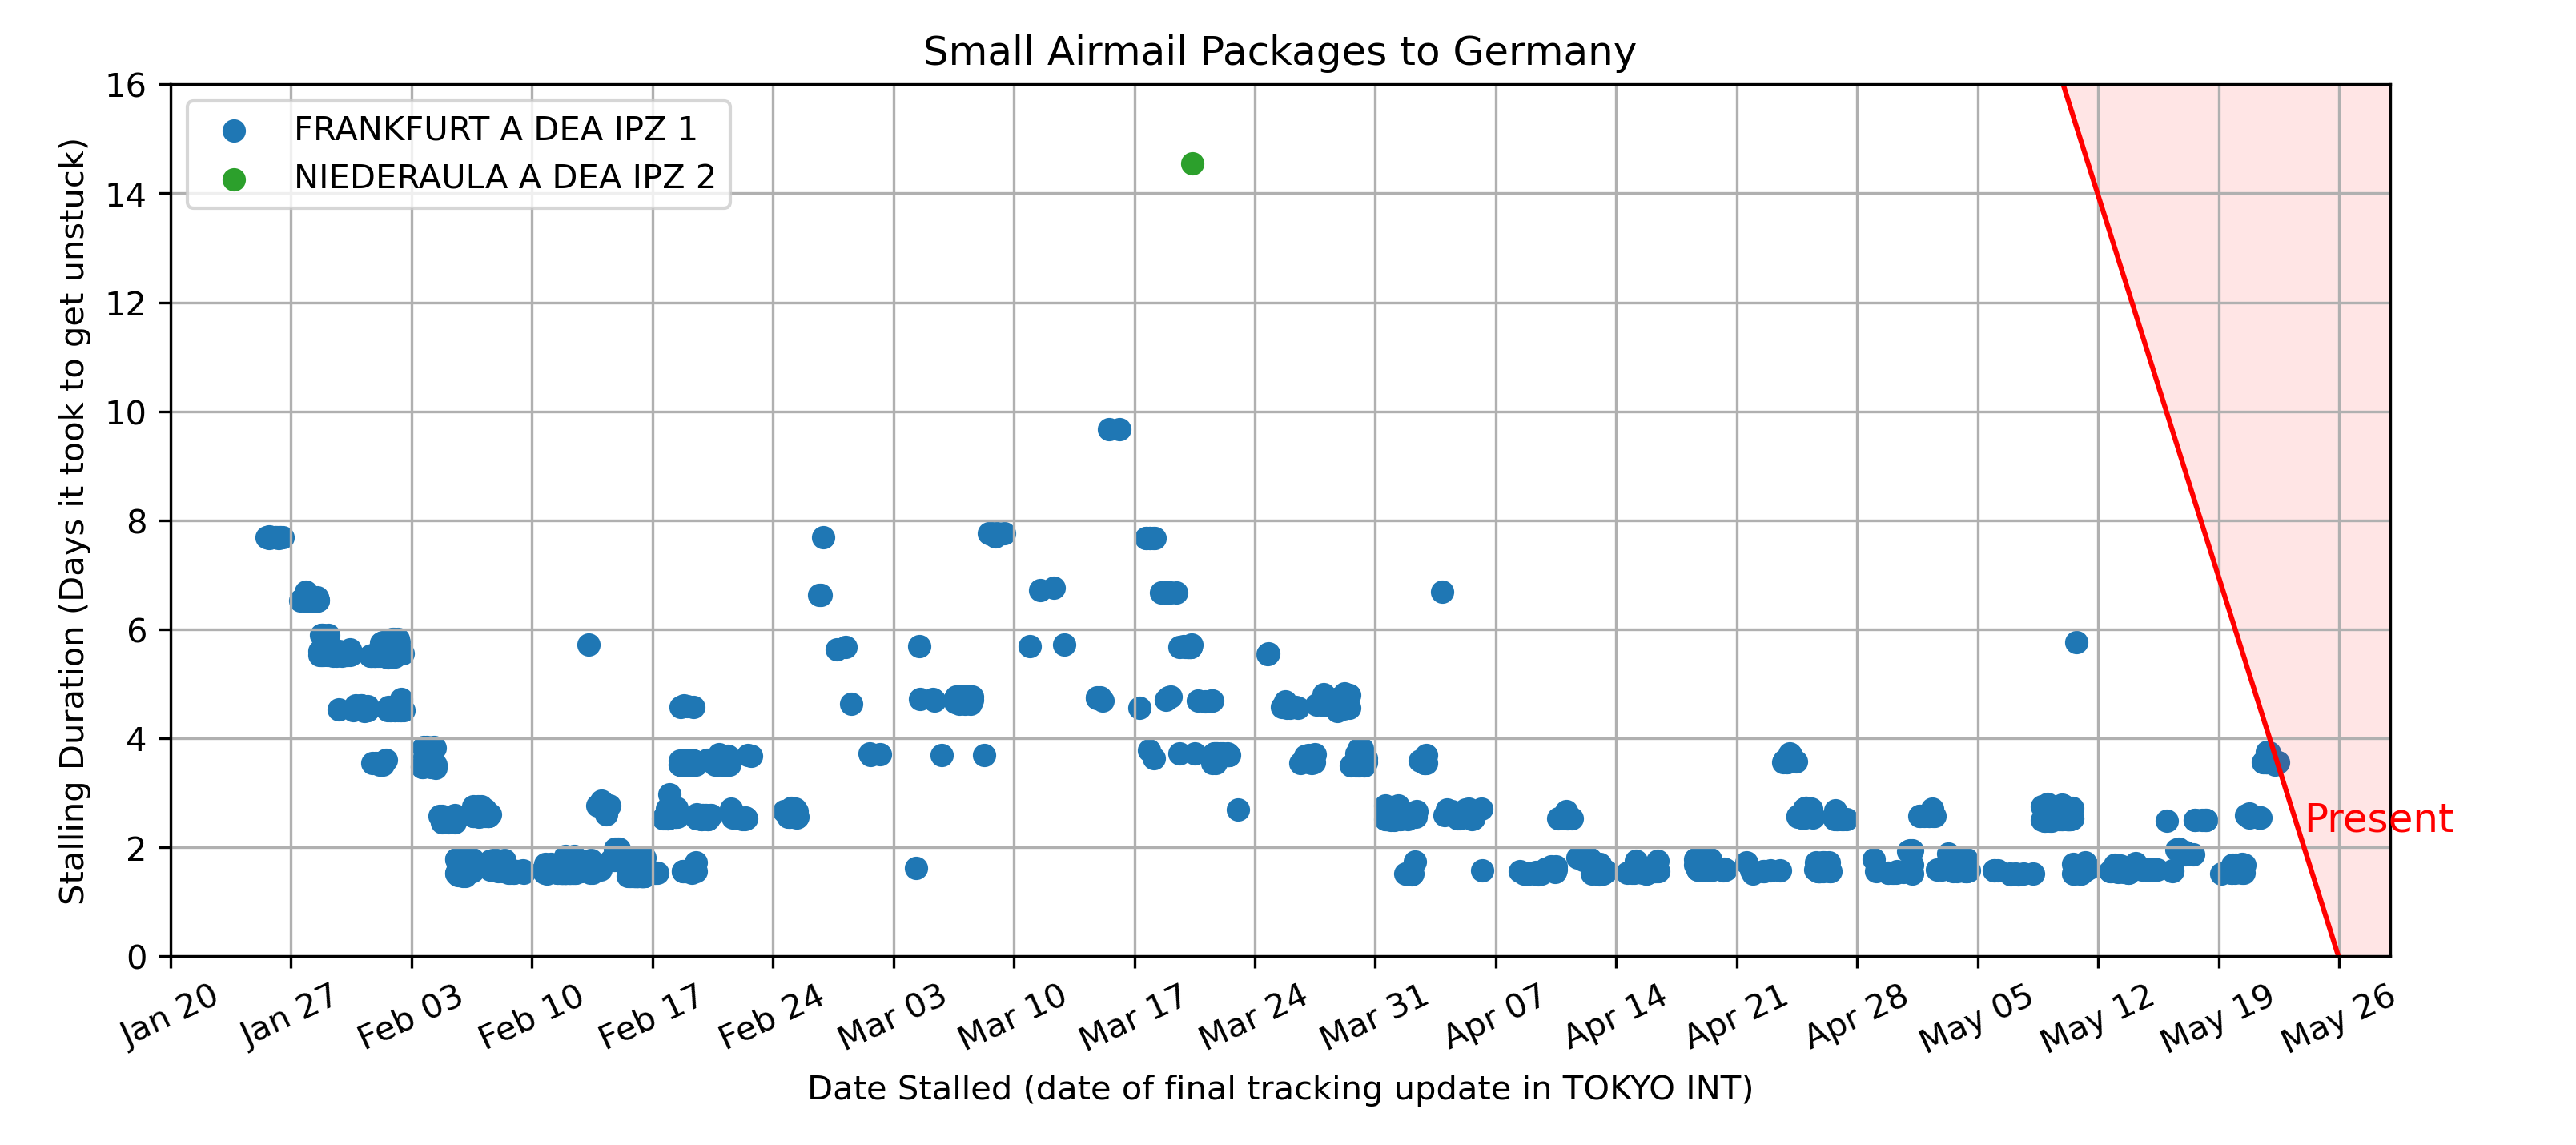 Small Airmail Packages to Germany
Stalling Duration (Days it took to get unstuck)
16
14
12
10
8
6
4
2
0
FRANKFURT A DEA IPZ 1
NIEDERAULA A DEA IPZ 2
Present
Jan 20
Jan 27
Feb 03
Feb 10
Feb 17
Feb 24
Mar 03
Mar 10
Mar 17
Mar 24
Mar 31
Apr 07
Apr 14
Apr 21
Apr 28
May 05
May 12
May 19
May 26
Date Stalled (date of final tracking update in TOKYO INT)